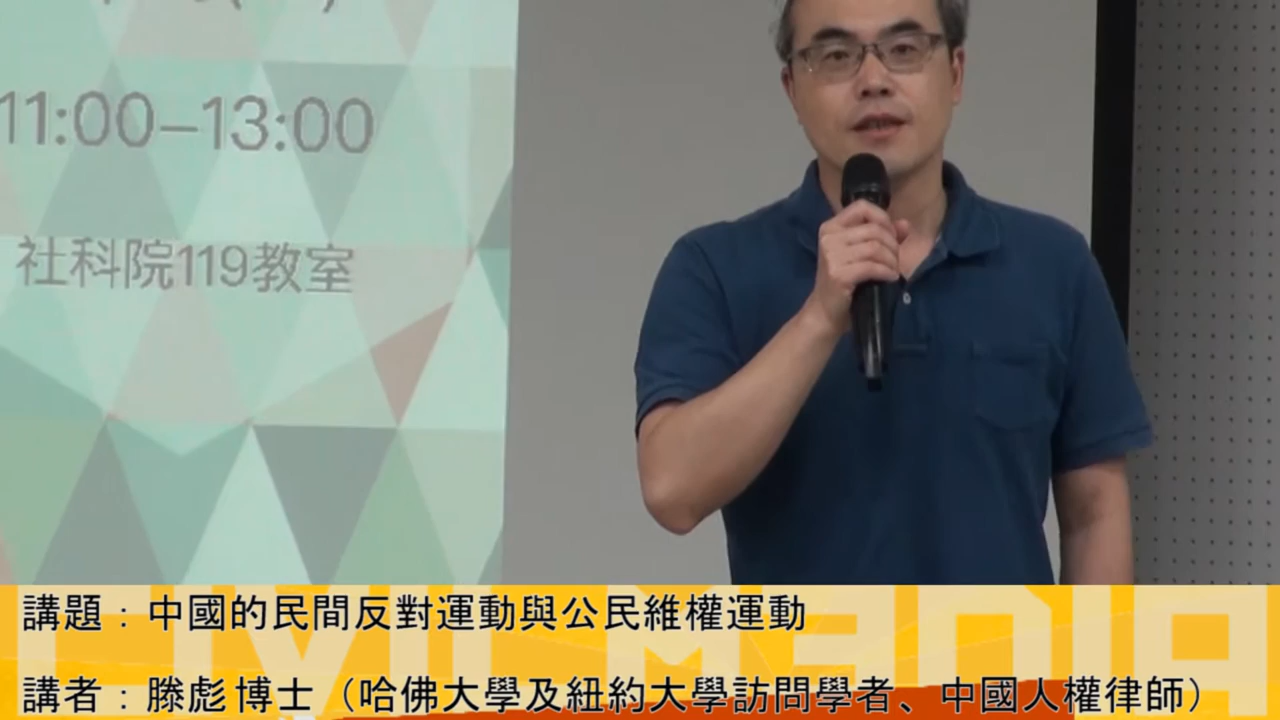 11:00–13:00
社科院119教室
講題：中國的民間反對運動與公民維權運動
講者：滕彪 博士（哈佛大學及紐約大學訪問學者、中國人權律師）